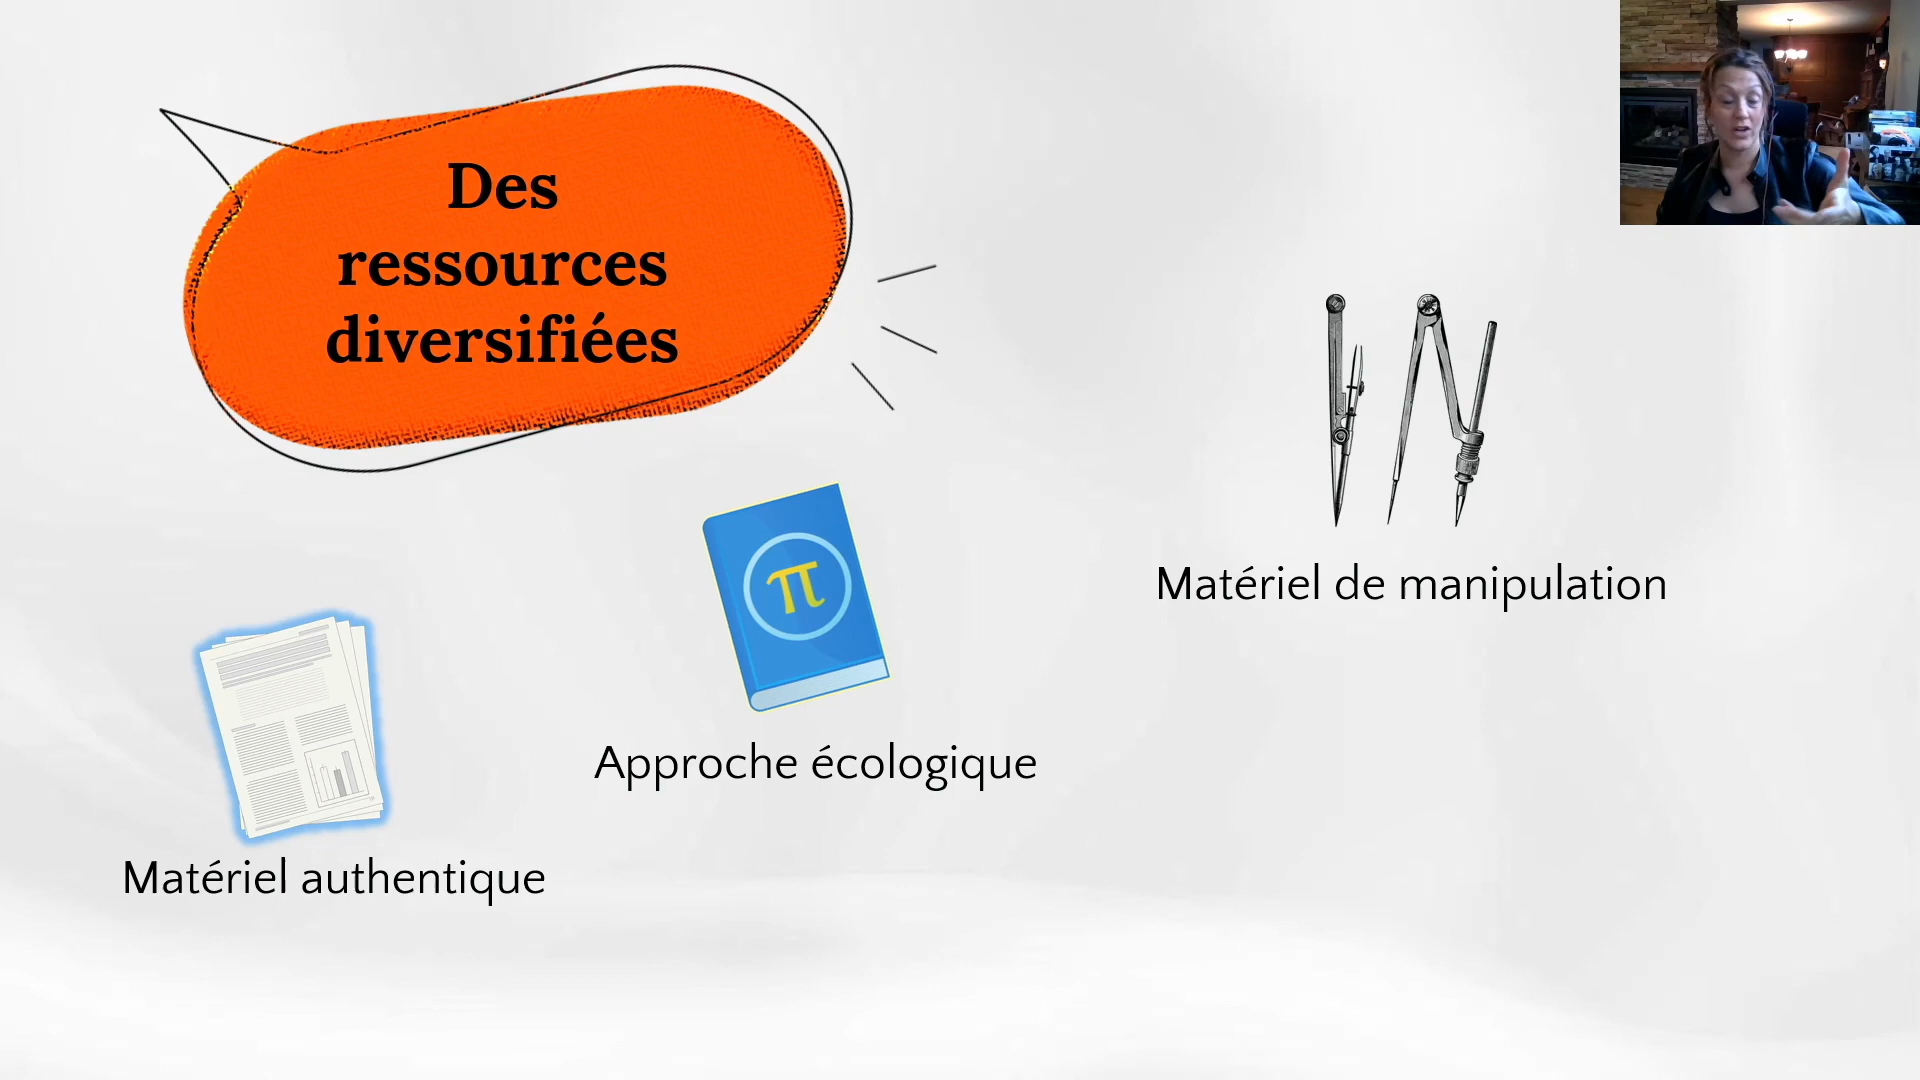 Des
ressources
diversifiées
π
Matériel de manipulation
Approche écologique
Matériel authentique